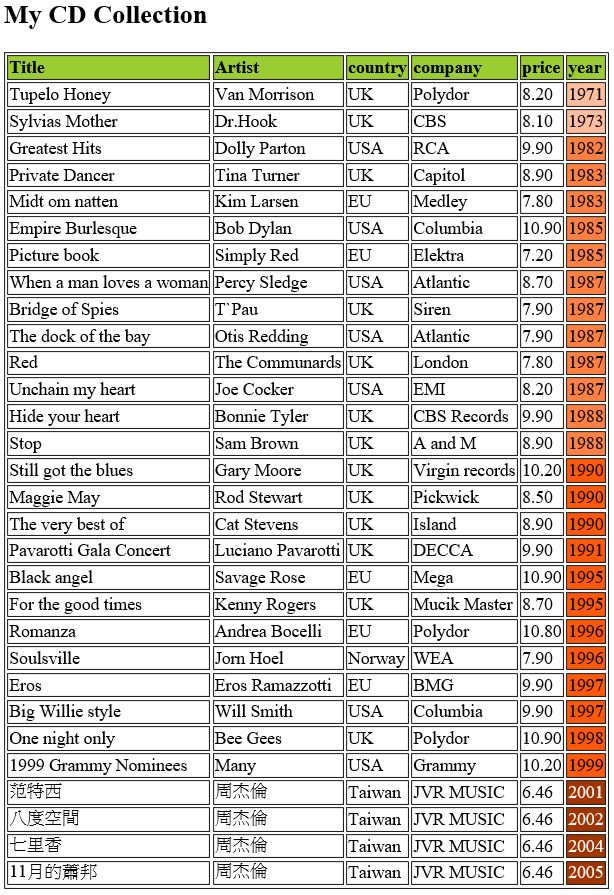 My CD Collection
Title Artist country company price year
Tupelo Honey Van Morrison UK Polydor 8.20 1971
Sylvias Mother Dr.Hook UK CBS 8.10 1973
Greatest Hits Dolly Parton USA RCA 9.90 1982
Private Dancer Tina Turner UK Capitol 8.90 1983
Midt om natten Kim Larsen EU Medley 7.80 1983
Empire Burlesque Bob Dylan USA Columbia 10.90 1985
Picture book Simply Red EU Elektra 7.20 1985
When a man loves a woman Percy Sledge USA Atlantic 8.70 1987
Bridge of Spies T`Pau UK Siren 7.90 1987
The dock of the bay Otis Redding USA Atlantic 7.90 1987
Red The Communards UK London 7.80 1987
Unchain my heart Joe Cocker USA EMI 8.20 1987
Hide your heart Bonnie Tyler UK CBS Records 9.90 1988
Stop Sam Brown UK A and M 8.90 1988
Still got the blues Gary Moore UK Virgin records 10.20 1990
Maggie May Rod Stewart UK Pickwick 8.50 1990
The very best of Cat Stevens UK Island 8.90 1990
Pavarotti Gala Concert Luciano Pavarotti UK DECCA 9.90 1991
Black angel Savage Rose EU Mega 10.90 1995
For the good times Kenny Rogers UK Mucik Master 8.70 1995
Romanza Andrea Bocelli EU Polydor 10.80 1996
Soulsville Jorn Hoel Norway WEA 7.90 1996
Eros Eros Ramazzotti EU BMG 9.90 1997
Big Willie style Will Smith USA Columbia 9.90 1997
One night only Bee Gees UK Polydor 10.90 1998
1999 Grammy Nominees Many USA Grammy 10.20 1999
范特西 周杰倫 Taiwan JVR MUSIC 6.46 2001
八度空間 周杰倫 Taiwan JVR MUSIC 6.46 2002
七里香 周杰倫 Taiwan JVR MUSIC 6.46 2004
11月的蕭邦 周杰倫 Taiwan JVR MUSIC 6.46 2005